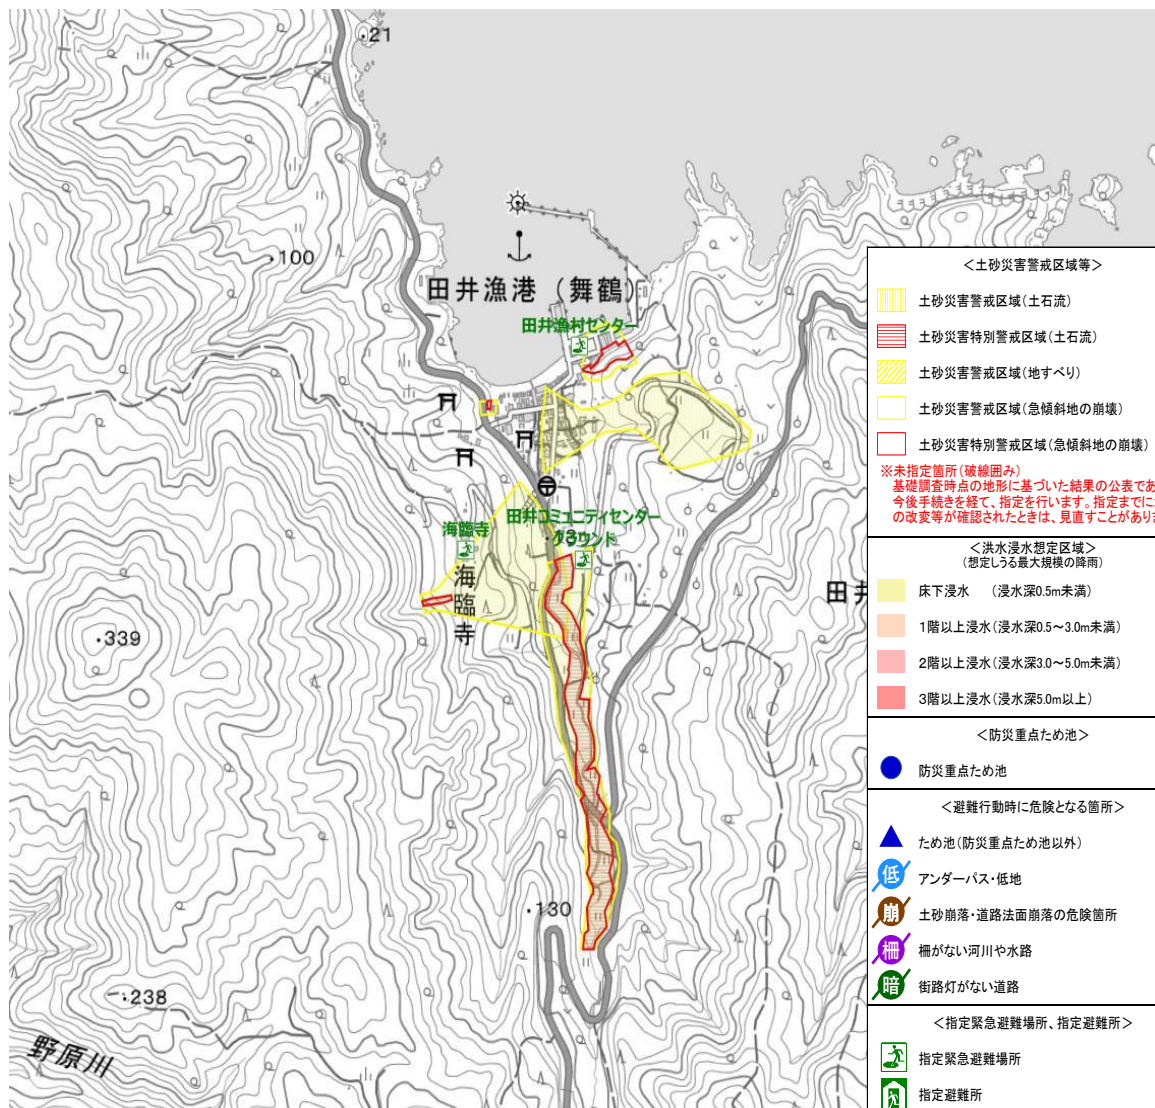 21
100
田井漁港（舞鶴）
田井漁村センター
田井コミュニティセンター
グラウンド
海臨寺
海臨寺
339
130
238
野原川
田井
＜土砂災害警戒区域等＞
土砂災害警戒区域（土石流）
土砂災害特別警戒区域（土石流）
土砂災害警戒区域（地すべり）
土砂災害警戒区域（急傾斜地の崩壊）
土砂災害特別警戒区域（急傾斜地の崩壊）
※未指定箇所（破線囲み）
基礎調査時点の地形に基づいた結果の公表であ
今後手続きを経て、指定を行います。指定までに
の改変等が確認されたときは、見直すことがあり
＜洪水浸水想定区域＞
（想定しうる最大規模の降雨）
床下浸水　（浸水深0.5m未満）
1階以上浸水（浸水深0.5～3.0m未満）
2階以上浸水（浸水深3.0～5.0m未満）
3階以上浸水（浸水深5.0m以上）
＜防災重点ため池＞
防災重点ため池
＜避難行動時に危険となる箇所＞
ため池（防災重点ため池以外）
低 アンダーパス・低地
崩 土砂崩落・道路法面崩落の危険箇所
柵 柵がない河川や水路
暗 街路灯がない道路
＜指定緊急避難場所、指定避難所＞
指定緊急避難場所
指定避難所